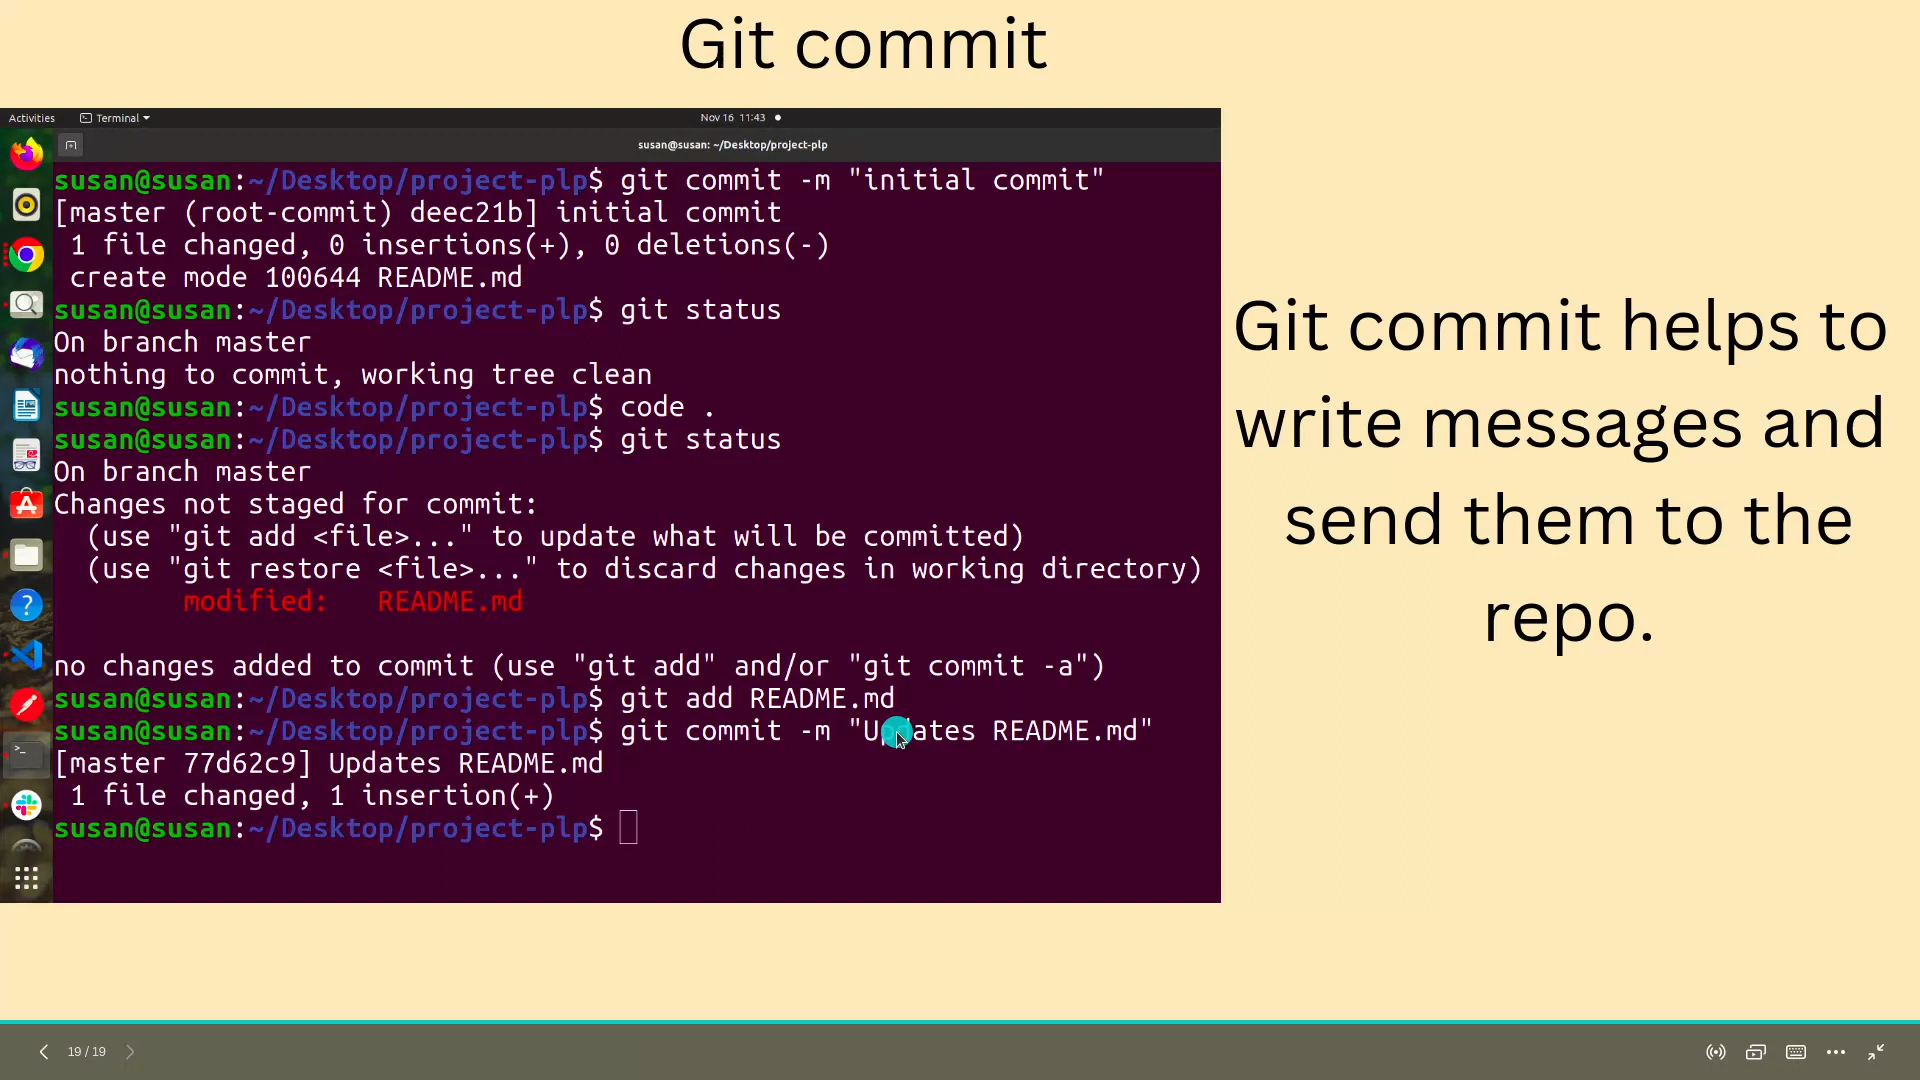 Git commit
Activities
Terminal
Nov 16 11:43
susan@susan: ~/Desktop/project-plp
susan@susan:~/Desktop/project-plp$ git commit -m "initial commit"
[master (root-commit) deec21b] initial commit
 1 file changed, 0 insertions(+), 0 deletions(-)
 create mode 100644 README.md
susan@susan:~/Desktop/project-plp$ git status
On branch master
nothing to commit, working tree clean
susan@susan:~/Desktop/project-plp$ code .
susan@susan:~/Desktop/project-plp$ git status
On branch master
Changes not staged for commit:
  (use "git add <file>..." to update what will be committed)
  (use "git restore <file>..." to discard changes in working directory)
        modified:   README.md
no changes added to commit (use "git add" and/or "git commit -a")
susan@susan:~/Desktop/project-plp$ git add README.md
susan@susan:~/Desktop/project-plp$ git commit -m "Updates README.md"
[master 77d62c9] Updates README.md
 1 file changed, 1 insertion(+)
susan@susan:~/Desktop/project-plp$
Git commit helps to
write messages and
send them to the
repo.
19 / 19